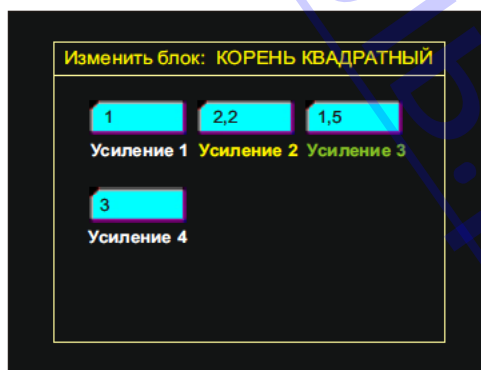 Изменить блок: КОРЕНЬ КВАДРАТНЫЙ
1 2,2 1,5
Усиление 1 Усиление 2 Усиление 3
3
Усиление 4